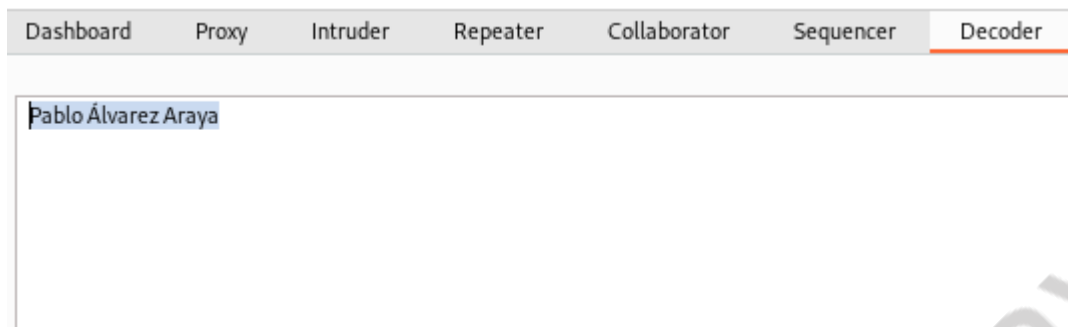 Dashboard Proxy Intruder Repeater Collaborator Sequencer Decoder
Pablo Álvarez Araya